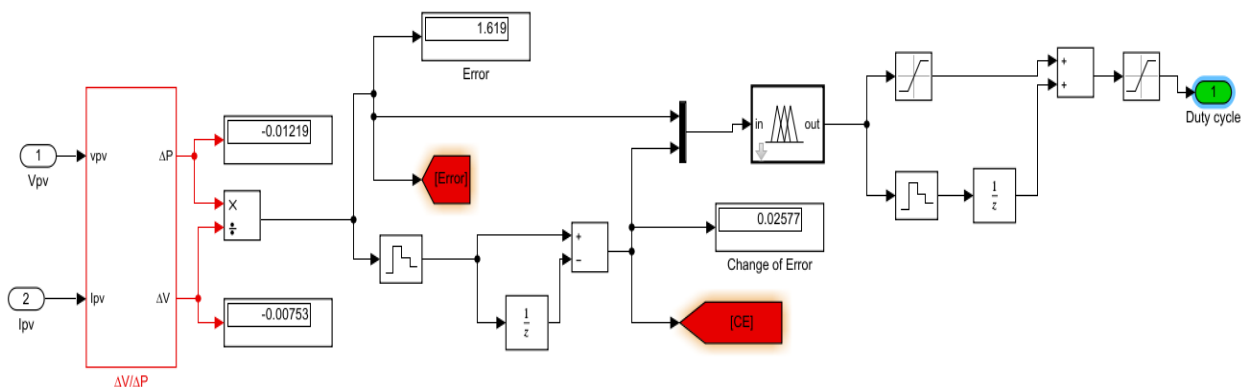 1.619
Error
-0.01219
1
Vpv
vpv
ΔP
×
÷
[Error]
in
out
+
+
1
Duty cycle
1
z
0.02577
Change of Error
+
−
2
Ipv
Ipv
ΔV
-0.00753
1
z
[CE]
ΔV/ΔP